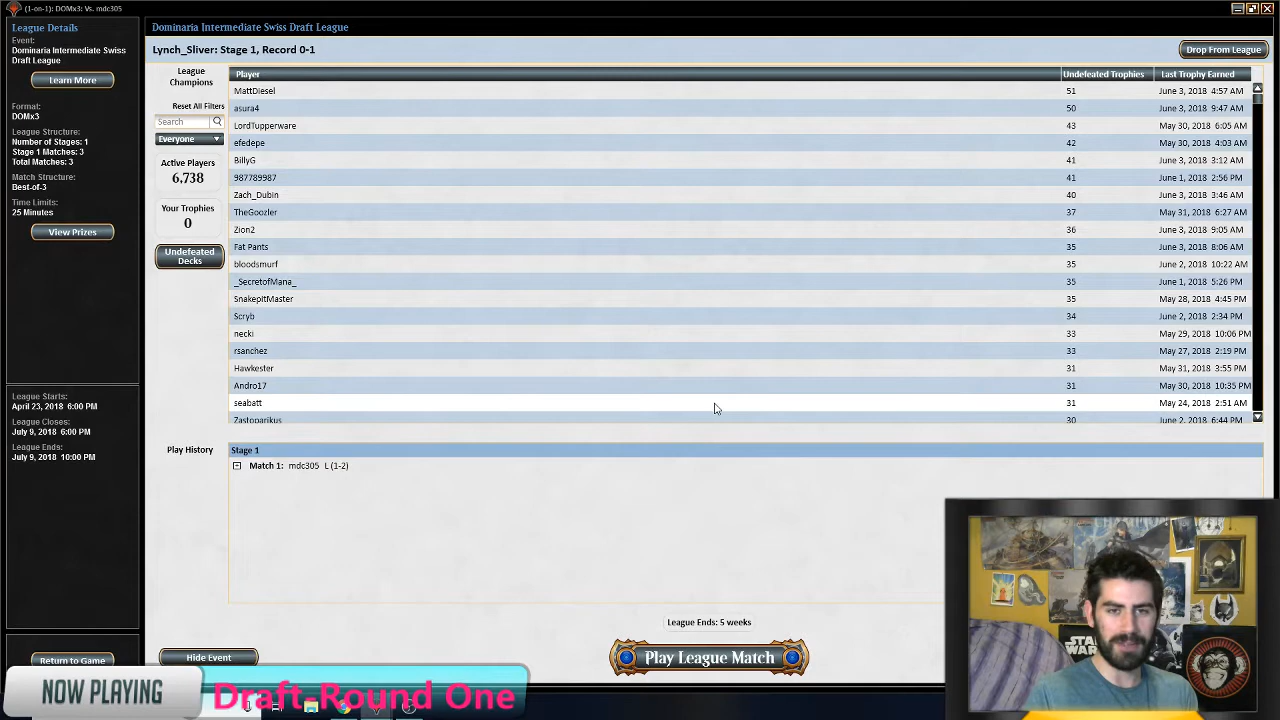 (1-on-1): DOMx3: Vs. mdc305
League Details
Event:
Dominaria Intermediate Swiss
Draft League
Learn More
Format:
DOMx3
League Structure:
Number of Stages: 1
Stage 1 Matches: 3
Total Matches: 3
Match Structure:
Best-of-3
Time Limits:
25 Minutes
View Prizes
League Starts:
April 23, 2018 6:00 PM
League Closes:
July 9, 2018 6:00 PM
League Ends:
July 9, 2018 10:00 PM
Return to Game
Dominaria Intermediate Swiss Draft League
Lynch_Sliver: Stage 1, Record 0-1
Drop From League
League
Champions
Reset All Filters
Search
Everyone
Active Players
6,738
Your Trophies
0
Undefeated
Decks
Player Undefeated Trophies Last Trophy Earned
MattDiesel 51 June 3, 2018 4:57 AM
asura4 50 June 3, 2018 9:47 AM
LordTupperware 43 May 30, 2018 6:05 AM
efedepe 42 May 30, 2018 4:03 AM
BillyG 41 June 3, 2018 3:12 AM
987789987 41 June 1, 2018 2:56 PM
Zach_Dubin 40 June 3, 2018 3:46 AM
TheGoozler 37 May 31, 2018 6:27 AM
Zion2 36 June 3, 2018 9:05 AM
Fat Pants 35 June 3, 2018 8:06 AM
bloodsmurf 35 June 2, 2018 10:22 AM
_SecretofMana_ 35 June 1, 2018 5:26 PM
SnakepitMaster 35 May 28, 2018 4:45 PM
Scryb 34 June 2, 2018 2:34 PM
necki 33 May 29, 2018 10:06 PM
rsanchez 33 May 27, 2018 2:19 PM
Hawkester 31 May 31, 2018 3:55 PM
Andro17 31 May 30, 2018 10:35 PM
seabatt 31 May 24, 2018 2:51 AM
Zastoparikus 30 June 2, 2018 6:44 PM
Play History
Stage 1
Match 1: mdc305 L (1-2)
League Ends: 5 weeks
Play League Match
Hide Event
NOW PLAYING
Draft-Round One
STAR
WARS